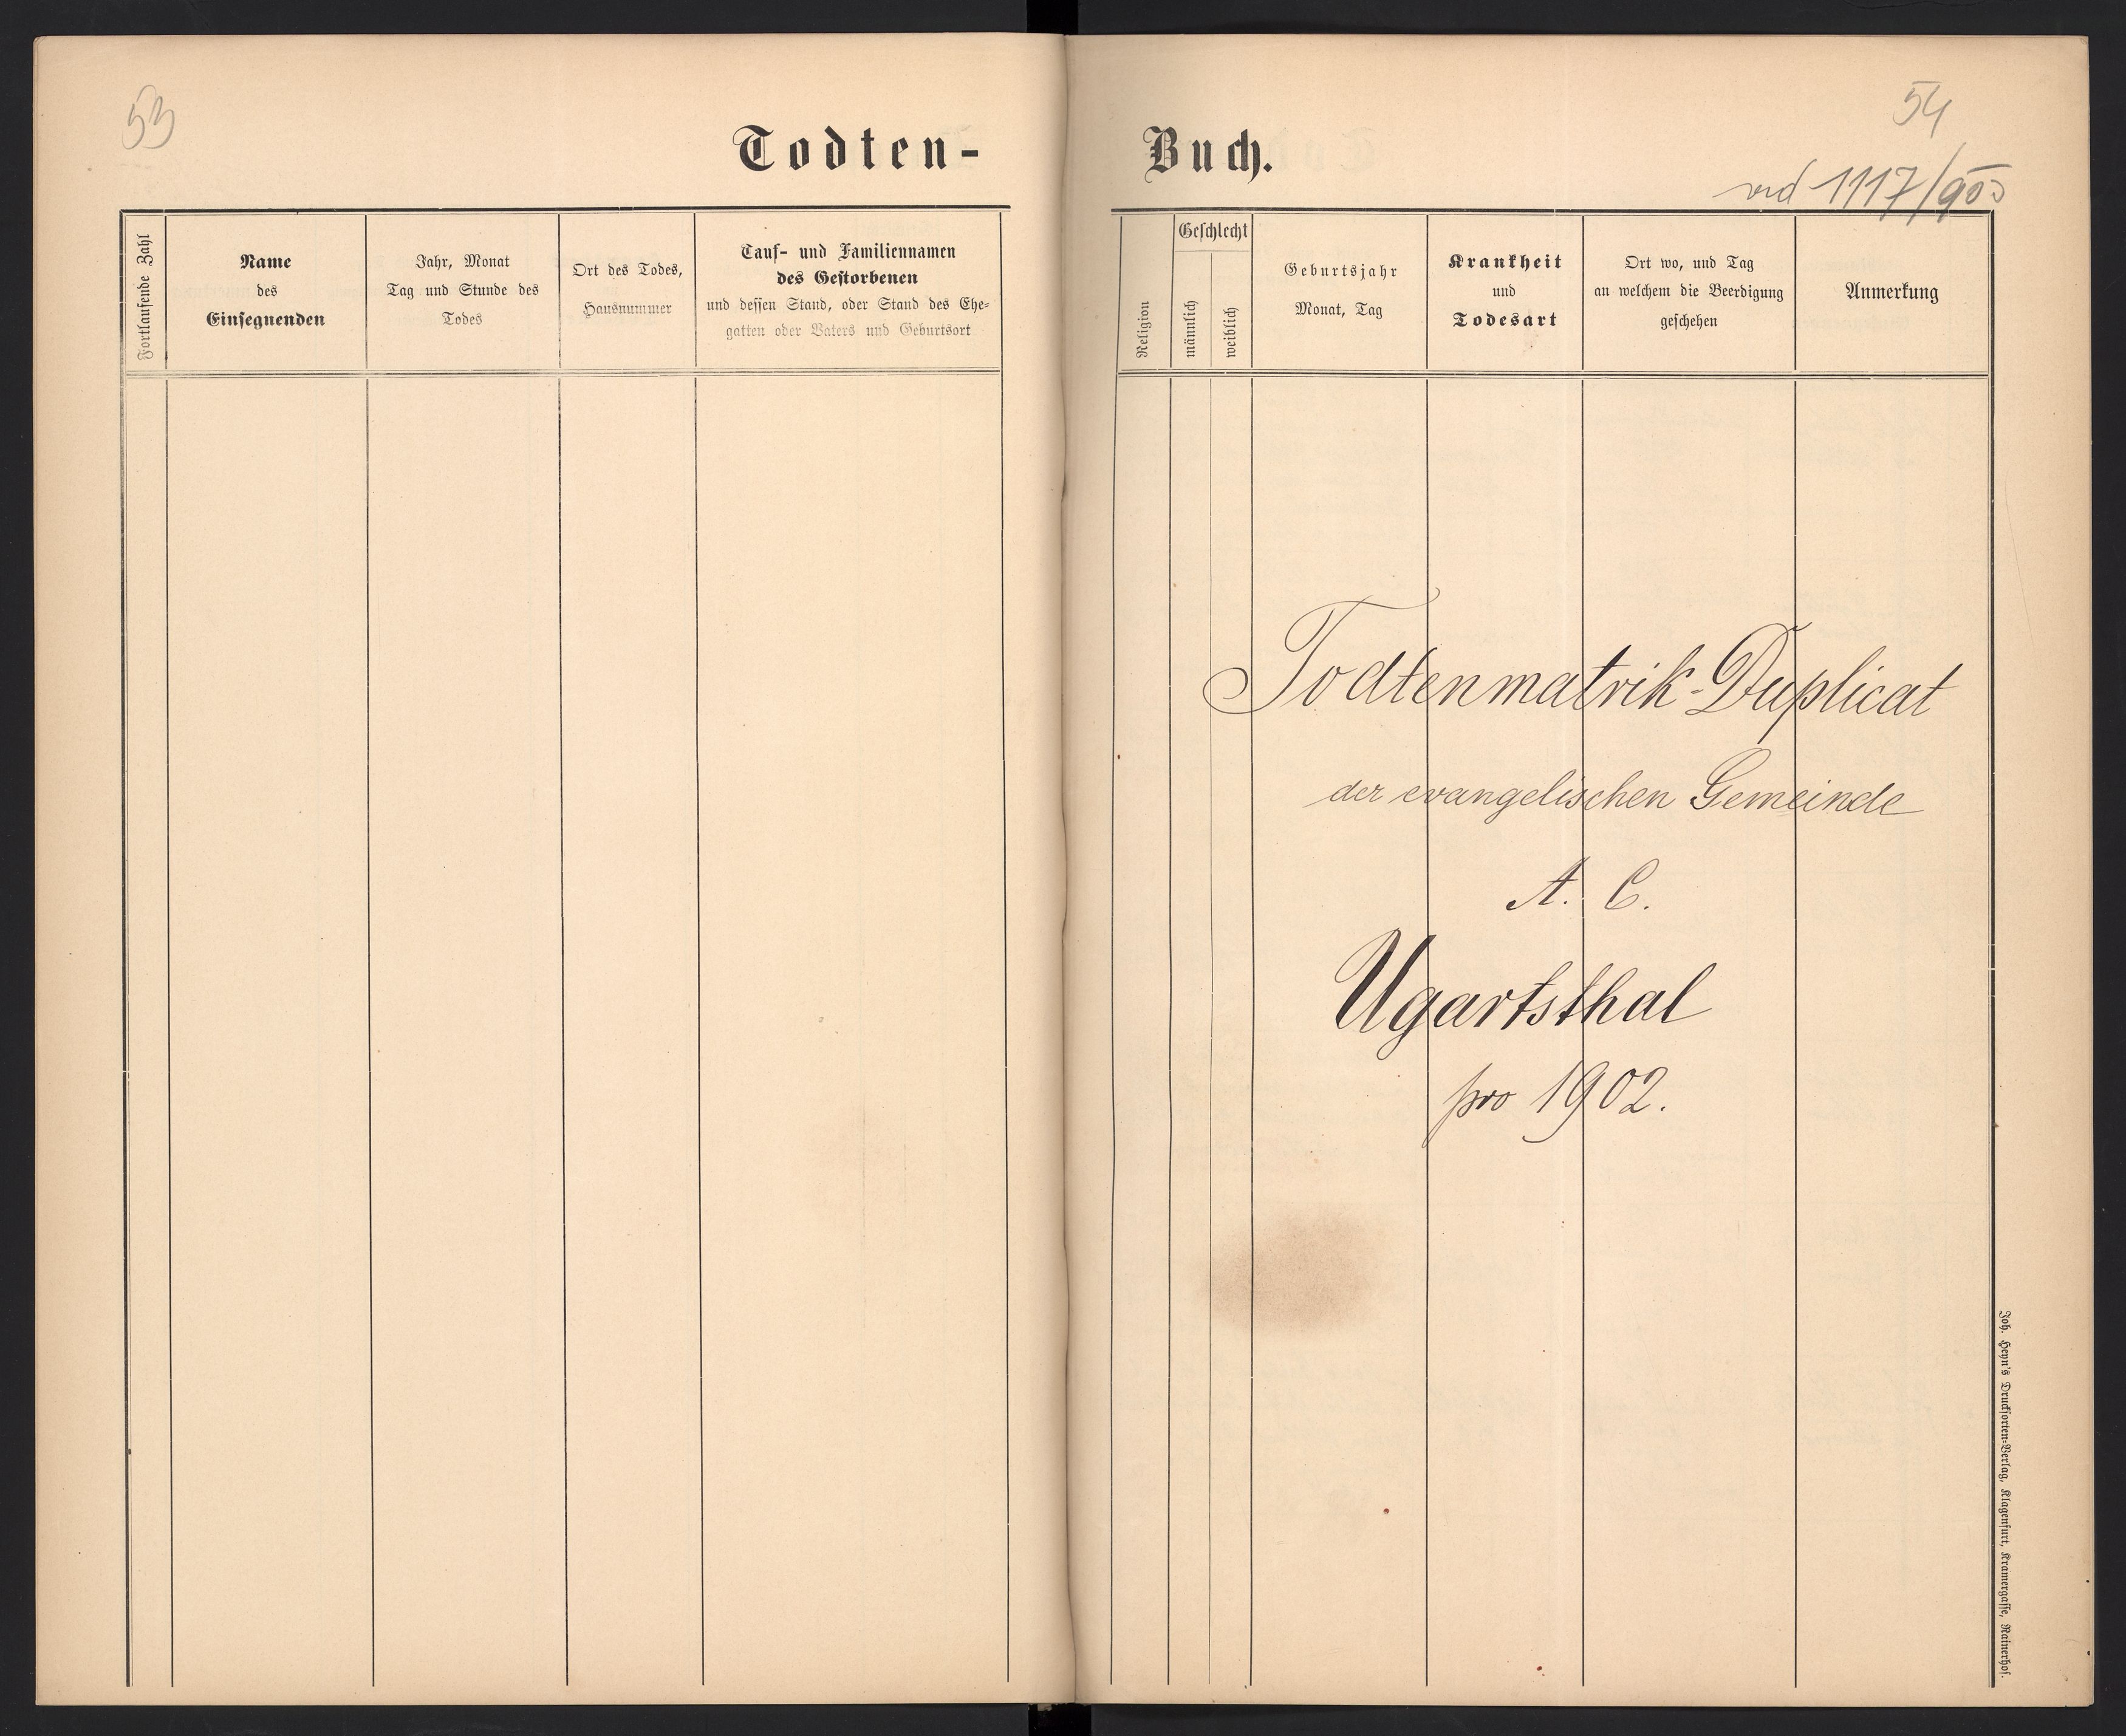 53
54
Todten-
Buch.
1117/903
Fortlaufende Zahl
Name
des
Einsegnenden
Jahr, Monat
Tag und Stunde des
Todes
Ort des Todes,
Hausnummer
Tauf- und Familiennamen
des Gestorbenen
und dessen Stand, oder Stand des Ehe-
gatten oder Vaters und Geburtsort
Religion
Geschlecht
männlich
weiblich
Geburtsjahr
Monat, Tag
Krankheit
und
Todesart
Ort wo, und Tag
an welchem die Beerdigung
geschehen
Anmerkung
Todtenmatrik-Duplicat
der evangelischen Gemeinde
A. C.
Ugartsthal
pro 1902.
Joh. Heyn's Drucksorten-Verlag, Klagenfurt, Kramergasse, Rainerhof.